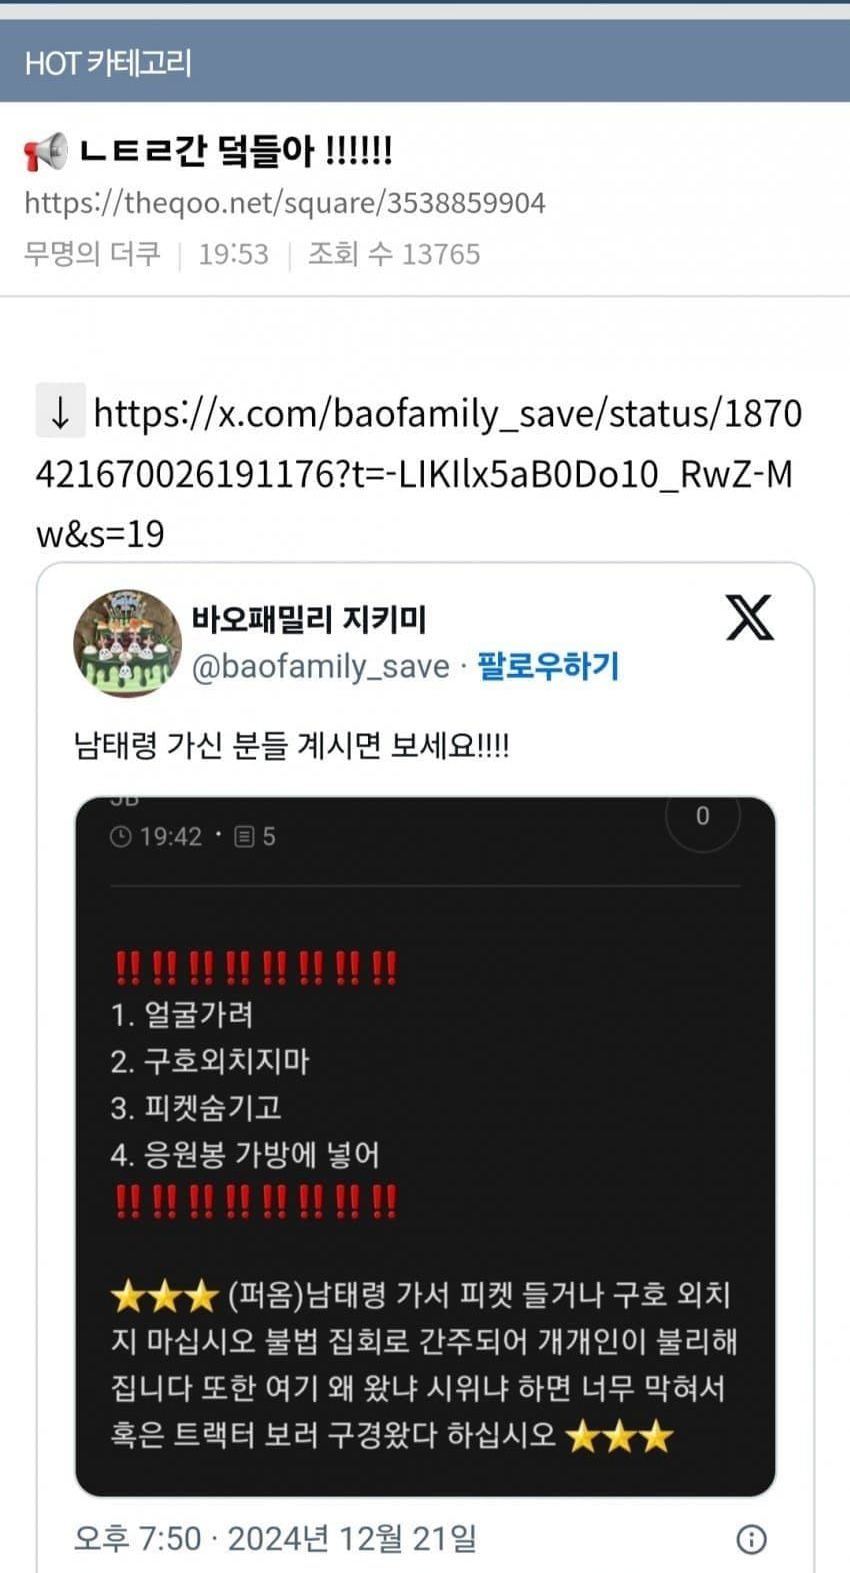 HOT 카테고리
📢 ㄴㅌㄹ간 덬들아 !!!!!!
https://theqoo.net/square/3538859904
무명의 더쿠 | 19:53 | 조회 수 13765
↓ https://x.com/baofamily_save/status/1870
421670026191176?t=-LIKIlx5aB0Do10_RwZ-M
w&s=19
바오패밀리 지키미
@baofamily_save · 팔로우하기
남태령 가신 분들 계시면 보세요!!!!
0
19:42 · 5
‼️‼️‼️‼️‼️‼️‼️‼️
1. 얼굴가려
2. 구호외치지마
3. 피켓숨기고
4. 응원봉 가방에 넣어
‼️‼️‼️‼️‼️‼️‼️‼️
⭐⭐⭐ (퍼옴)남태령 가서 피켓 들거나 구호 외치
지 마십시오 불법 집회로 간주되어 개개인이 불리해
집니다 또한 여기 왜 왔냐 시위냐 하면 너무 막혀서
혹은 트랙터 보러 구경왔다 하십시오 ⭐⭐⭐
오후 7:50 · 2024년 12월 21일